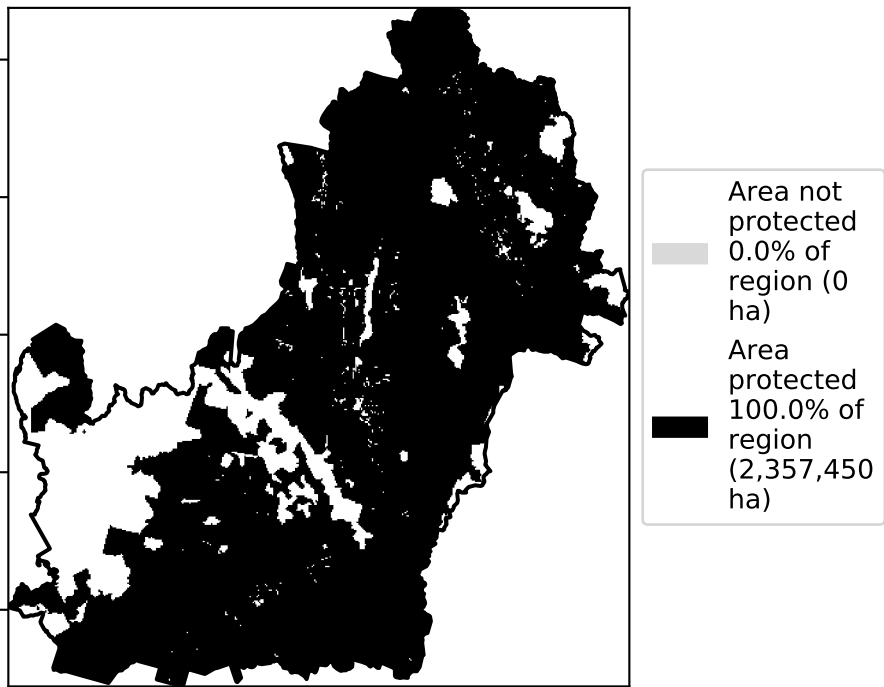 Area not
protected
0.0% of
region (0
ha)
Area
protected
100.0% of
region
(2,357,450
ha)